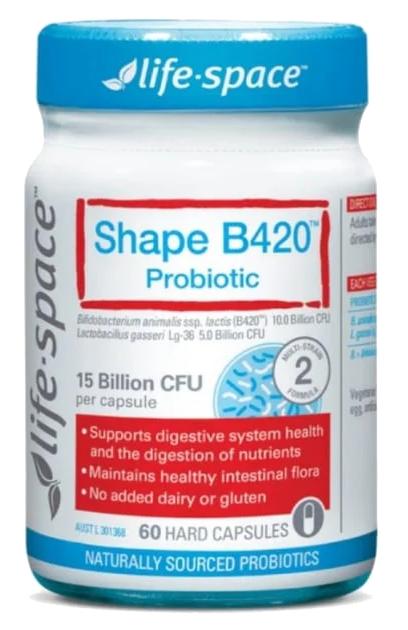 life-space™
life-space™
Shape B420™
Probiotic
Bifidobacterium animalis ssp. lactis (B420™) 10.0 Billion CFU
Lactobacillus gasseri Lg-36 5.0 Billion CFU
MULTI-STRAIN
2
FORMULA
15 Billion CFU
per capsule
•Supports digestive system health
and the digestion of nutrients
•Maintains healthy intestinal flora
•No added dairy or gluten
AUST L 301368
60 HARD CAPSULES
NATURALLY SOURCED PROBIOTICS
Adults
directed